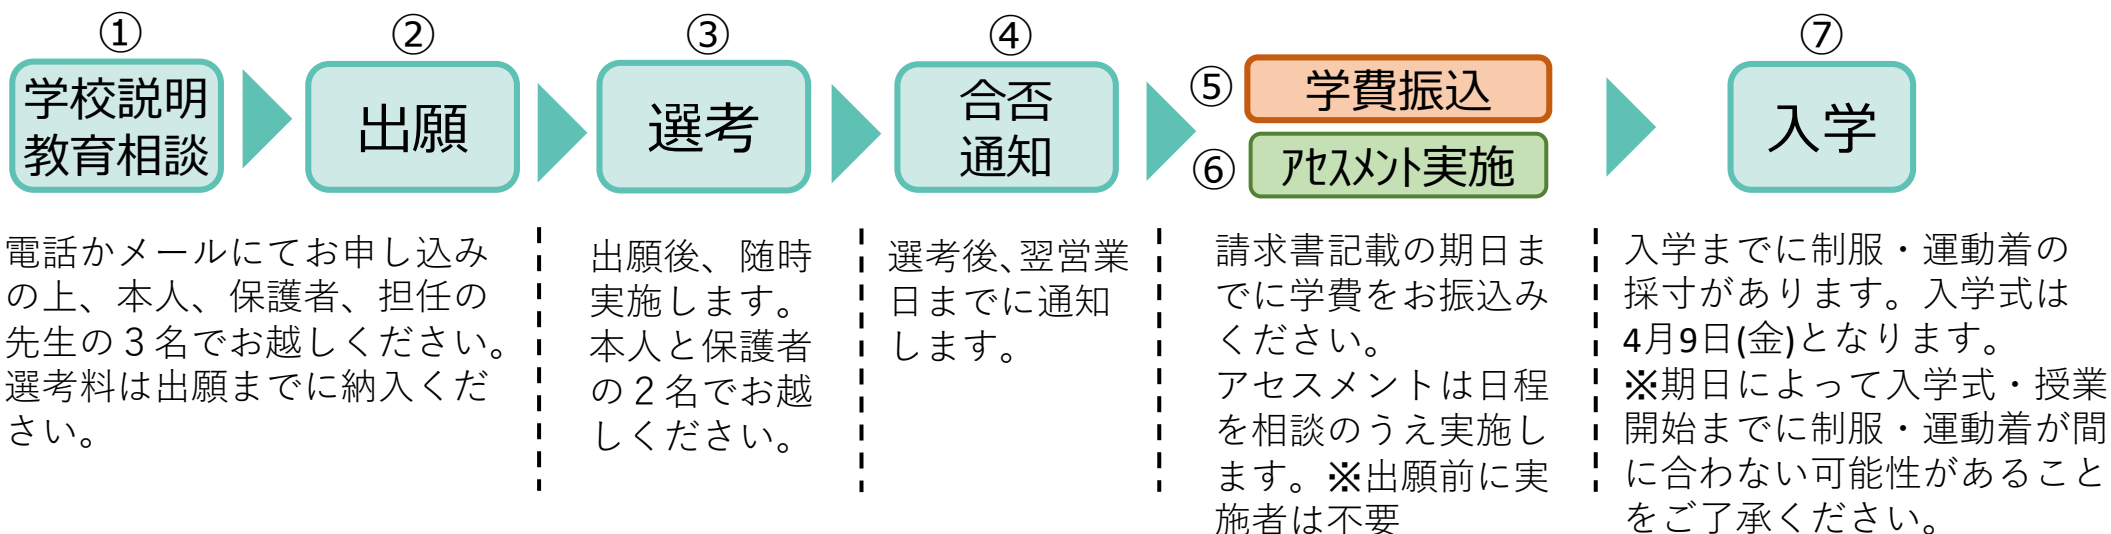 ①
学校説明
教育相談
②
出願
③
選考
④
合否
通知
⑤
学費振込
⑥
ｱｾｽﾒﾝﾄ実施
⑦
入学
電話かメールにてお申し込み
の上、本人、保護者、担任の
先生の３名でお越しください。
選考料は出願までに納入くだ
さい。
出願後、随時
実施します。
本人と保護者
の２名でお越
しください。
選考後、翌営業
日までに通知
します。
請求書記載の期日ま
でに学費をお振込み
ください。
アセスメントは日程
を相談のうえ実施し
ます。※出願前に実
施者は不要
入学までに制服・運動着の
採寸があります。入学式は
4月9日(金)となります。
※期日によって入学式・授業
開始までに制服・運動着が間
に合わない可能性があること
をご了承ください。